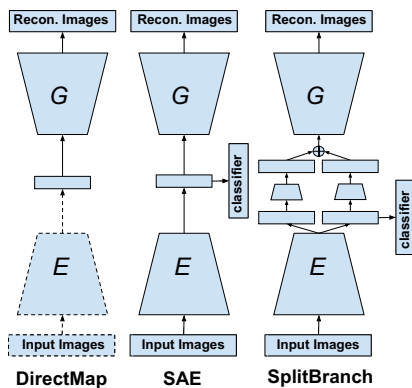 Recon. Images Recon. Images Recon. Images
G G G
classifier
classifier
E E E
Input Images Input Images Input Images
DirectMap SAE SplitBranch